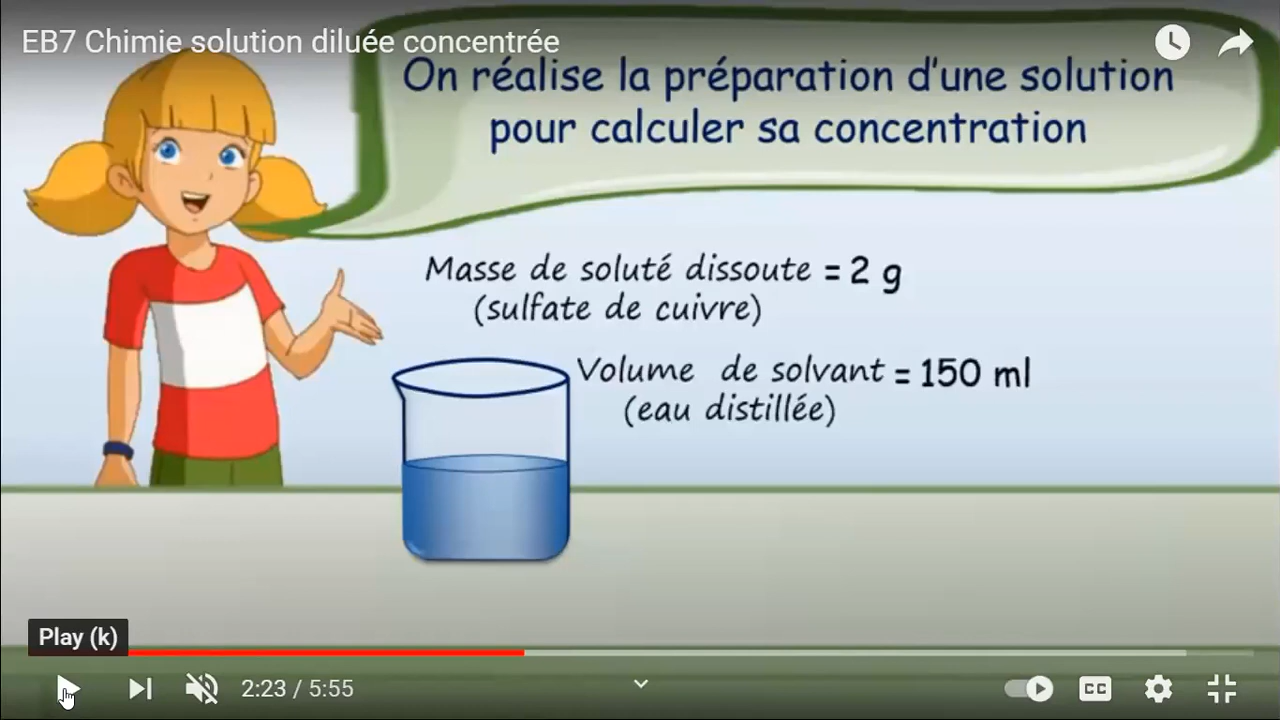 EB7 Chimie solution diluée concentrée
On réalise la préparation d'une solution
pour calculer sa concentration
Masse de soluté dissoute = 2 g
(sulfate de cuivre)
Volume de solvant = 150 ml
(eau distillée)
Play (k)
2:23 / 5:55
CC